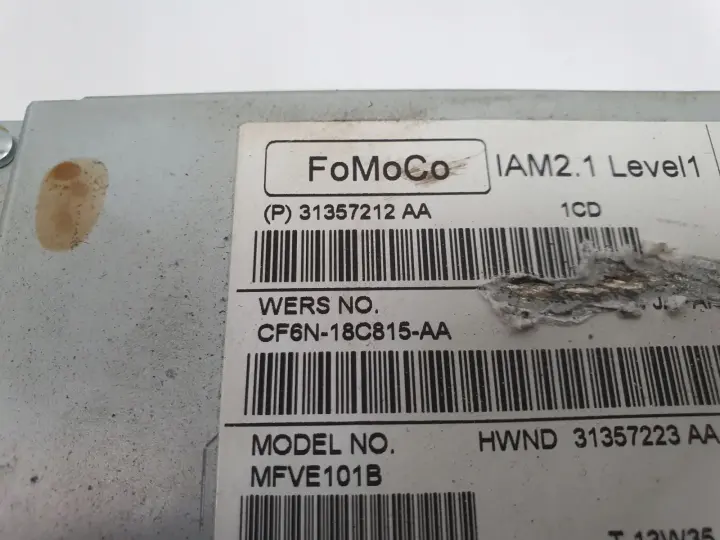 FoMoCo IAM2.1 Level1
(P) 31357212 AA 1CD
WERS NO.
CF6N-18C815-AA
MODEL NO. HWND 31357223 AA
MFVE101B